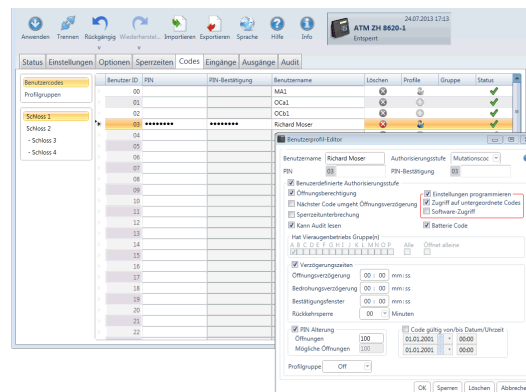 24.07.2013 17:13
ATM ZH 8620-1
Entsperrt
Anwenden Trennen Rückgängig Wiederherstel... Importieren Exportieren Sprache Hilfe Info
Status Einstellungen Optionen Sperrzeiten Codes Eingänge Ausgänge Audit
Benutzercodes
Profilgruppen
Schloss 1
Schloss 2
- Schloss 3
- Schloss 4
Benutzer ID PIN PIN-Bestätigung Benutzername Löschen Profile Gruppe Status
00 MA1
01 OCa1
02 OCb1
03 •••••••• •••••••• Richard Moser
04
05
06
07
08
09
10
11
12
13
14
15
16
17
18
19
20
21
22
Benutzerprofil-Editor
Benutzername Richard Moser Authorisierungsstufe Mutationscoc
PIN 03 PIN-Bestätigung 03
Benuzerdefinierte Authorisierungsstufe
Öffnungsberechtigung
Einstellungen programmieren
Nächster Code umgeht Öffnungsverzögerung
Zugriff auf untergeordnete Codes
Sperrzeitunterbrechung
Software-Zugriff
Kann Audit lesen
Batterie Code
Hat Vieraugenbetrieb Gruppe(n)
A B C D E F G H I J K L M N O P Alle Öffnet alleine
Verzögerungszeiten
Öffnungsverzögerung 00 : 00 mm:ss
Bedrohungsverzögerung 00 : 00 mm:ss
Bestätigungsfenster 00 : 00 mm:ss
Rückkehrsperre 00 Minuten
PIN Alterung
Öffnungen 100
Mögliche Öffnungen 100
Code gültig von/bis Datum/Uhrzeit
01.01.2001 00:00
01.01.2001 00:00
Profilgruppe Off
OK Sperren Löschen Abbreche